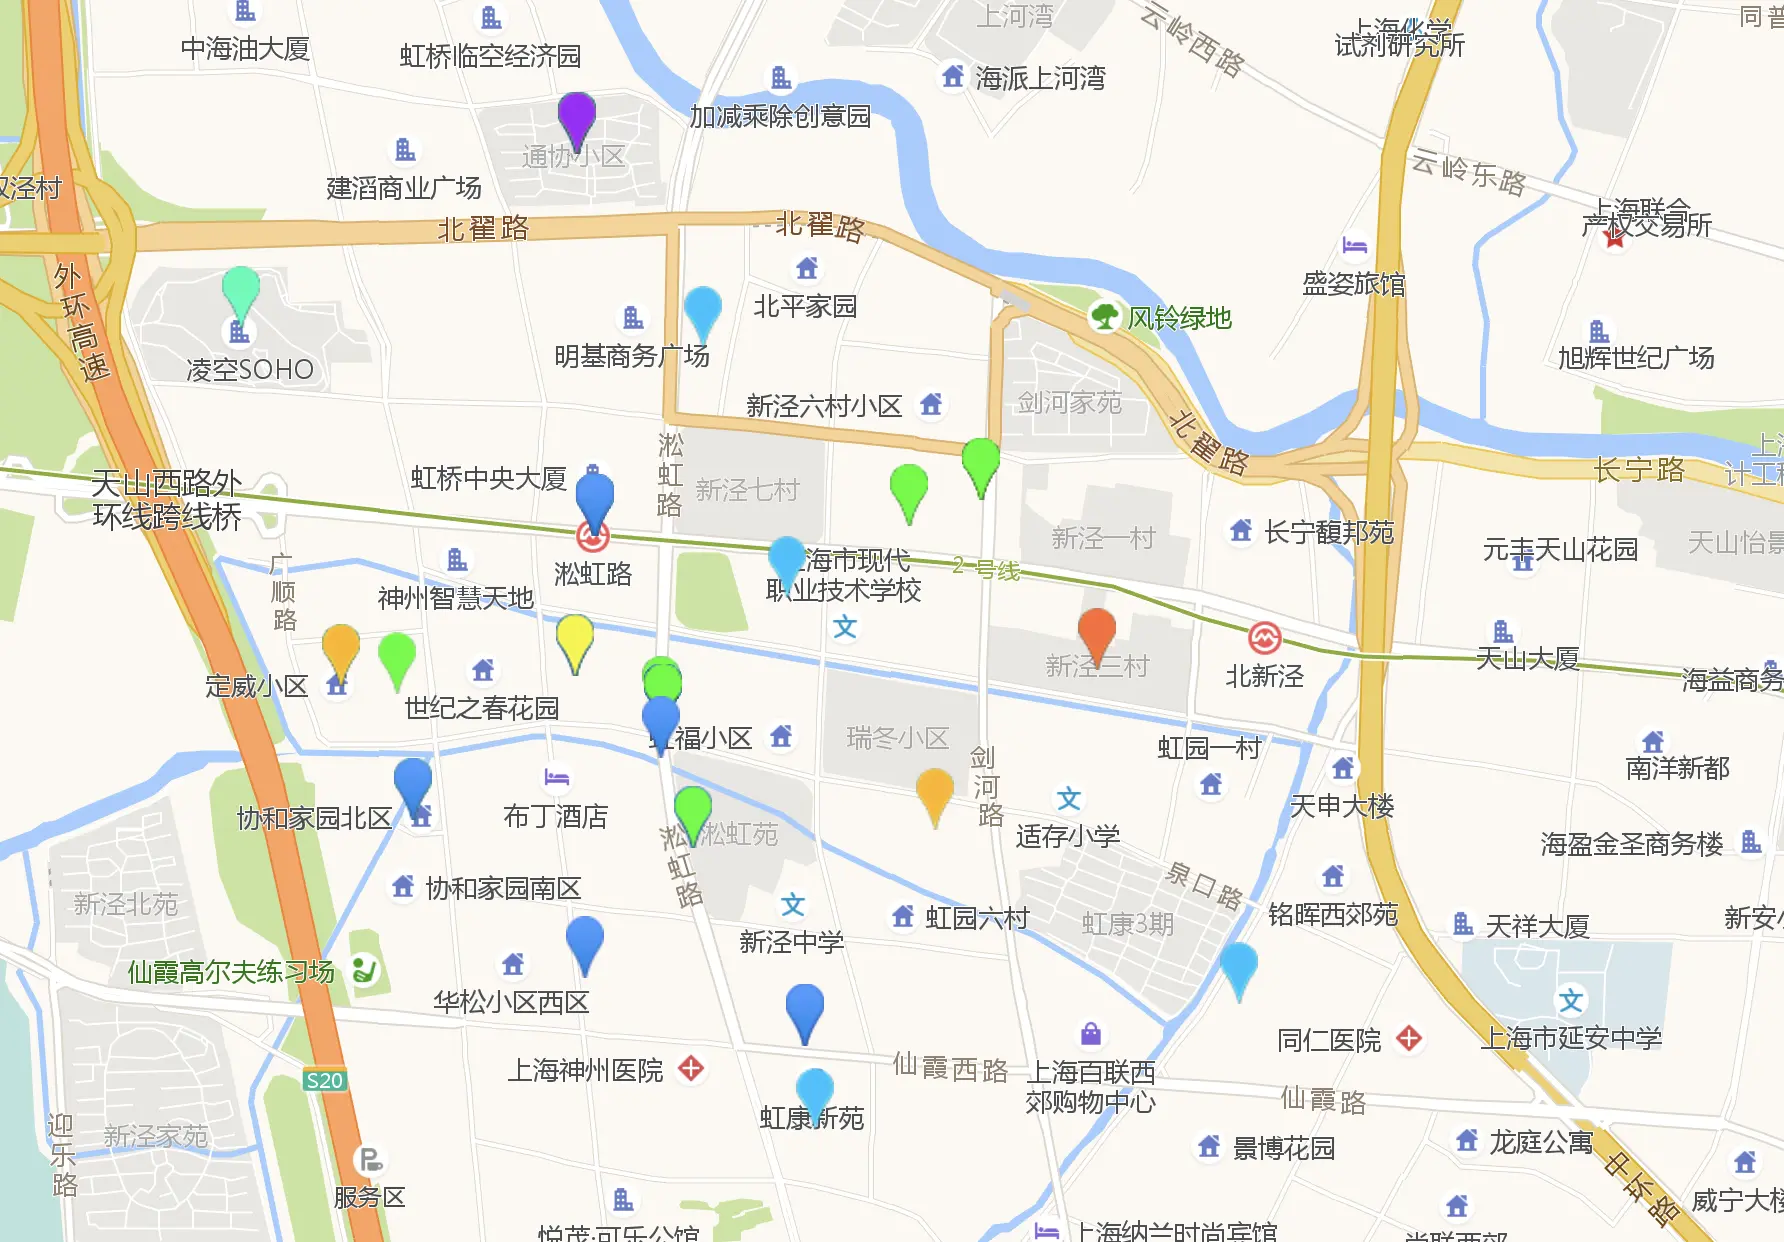 中海油大厦
虹桥临空经济园
上河湾
云岭西路
上海化学
试剂研究所
海派上河湾
加减乘除创意园
通协小区
建滔商业广场
云岭东路
上海联合
产权交易所
北翟路
北翟路
外环高速
盛姿旅馆
北平家园
风铃绿地
明基商务广场
旭辉世纪广场
凌空SOHO
新泾六村小区
剑河家苑
北翟路
淞虹路
长宁路
虹桥中央大厦
天山西路外
环线跨线桥
新泾七村
新泾一村
长宁馥邦苑
元丰天山花园
天山怡景
海市现代
职业技术学校
2 号线
淞虹路
广顺路
神州智慧天地
新泾三村
北新泾
天山大厦
海益商务
定威小区
世纪之春花园
福小区
瑞冬小区
剑河路
虹园一村
南洋新都
天申大楼
协和家园北区
布丁酒店
淞虹苑
淞虹路
适存小学
海盈金圣商务楼
协和家园南区
泉口路
新泾北苑
虹园六村
虹康3期
铭晖西郊苑
天祥大厦
新泾中学
仙霞高尔夫练习场
华松小区西区
同仁医院
上海市延安中学
上海神州医院
仙霞西路
上海百联西
郊购物中心
仙霞路
S20
虹康新苑
迎乐路
新泾家苑
景博花园
龙庭公寓
中环路
服务区
威宁大楼
悦茂·可乐公馆
上海纳兰时尚宾馆